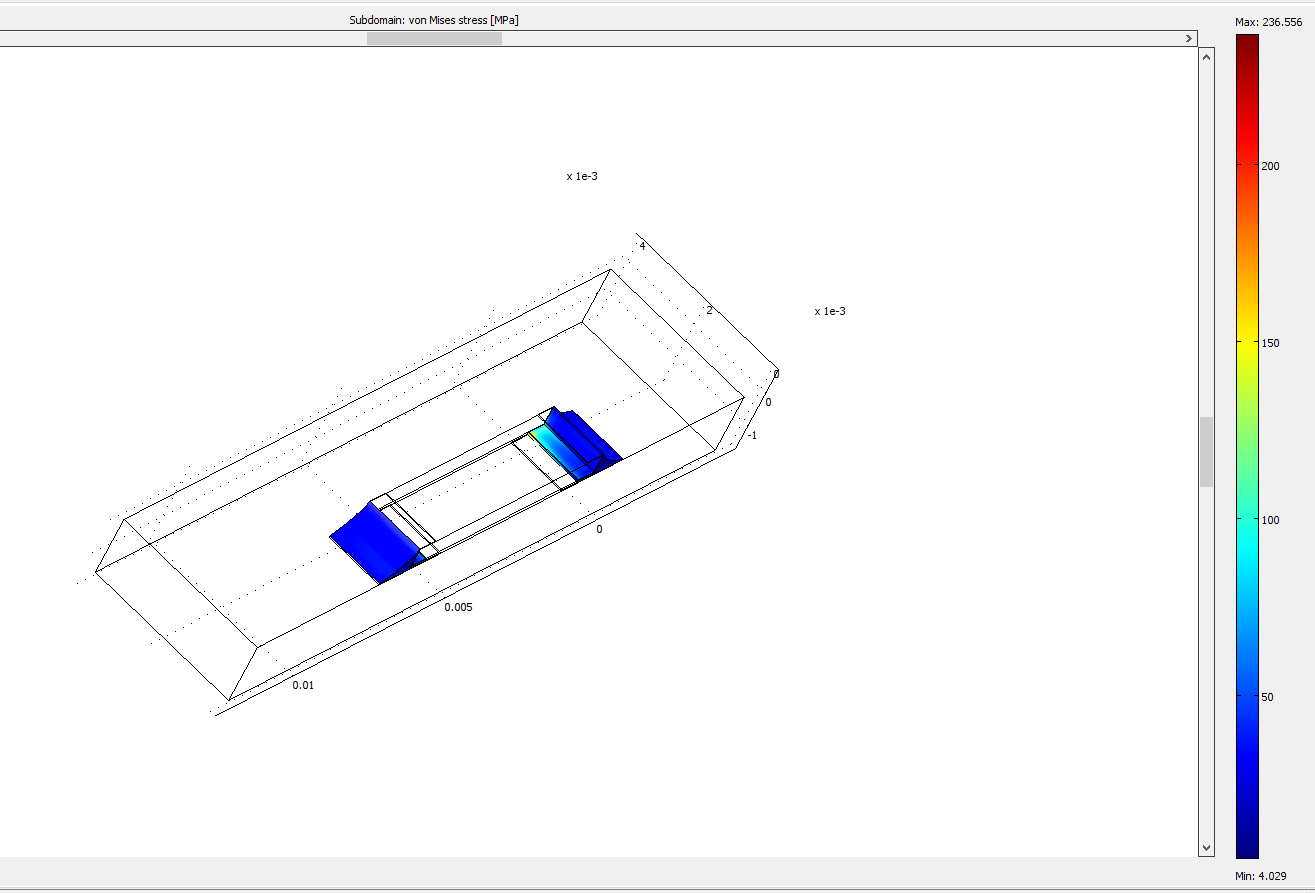 Subdomain: von Mises stress [MPa]
Max: 236.556
200
150
100
50
Min: 4.029
x 1e-3
4
2
0
x 1e-3
0
-1
0
0.005
0.01